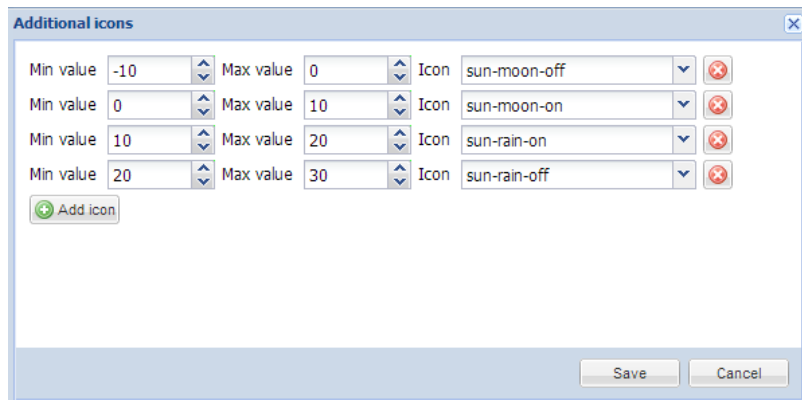 Additional icons
Min value -10 Max value 0 Icon sun-moon-off
Min value 0 Max value 10 Icon sun-moon-on
Min value 10 Max value 20 Icon sun-rain-on
Min value 20 Max value 30 Icon sun-rain-off
Add icon
Save Cancel